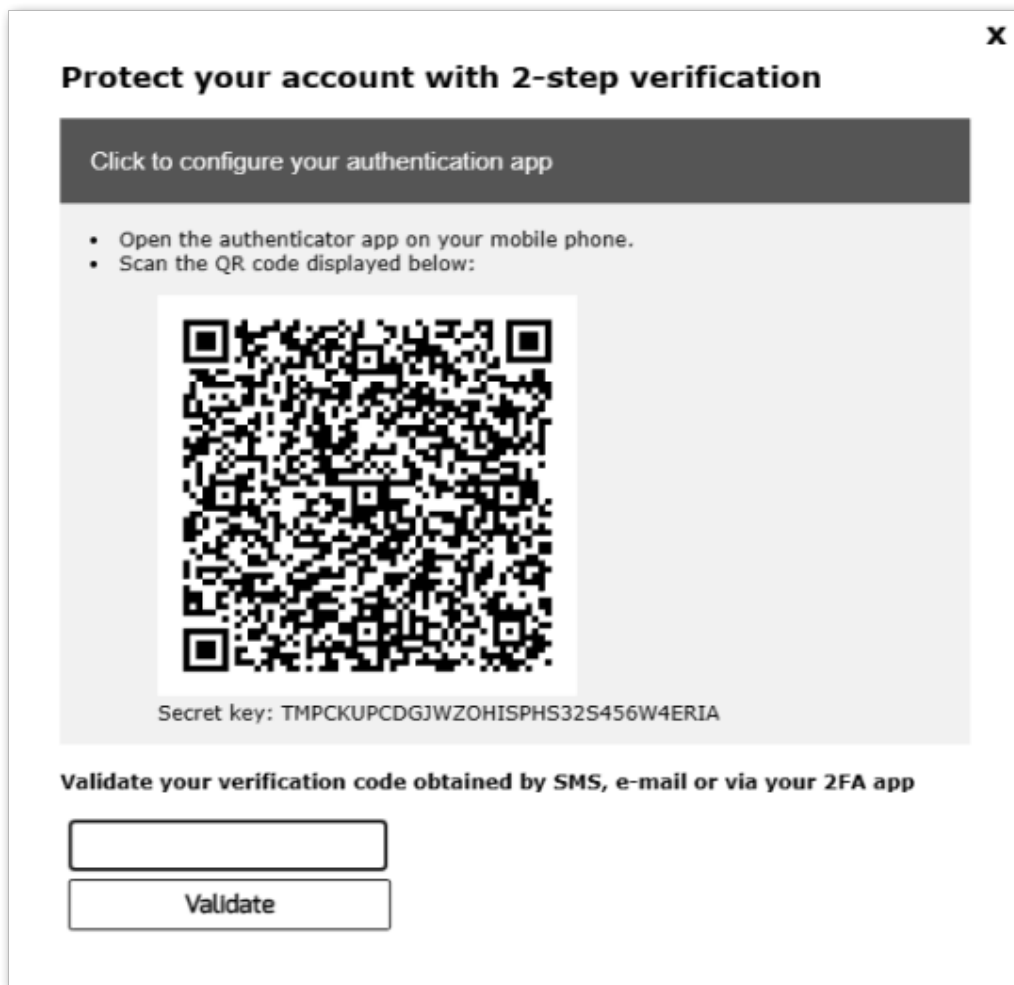 x
Protect your account with 2-step verification
Click to configure your authentication app
• Open the authenticator app on your mobile phone.
• Scan the QR code displayed below:
Secret key: TMPCKUPCDGJWZOHISPHS32S456W4ERIA
Validate your verification code obtained by SMS, e-mail or via your 2FA app
Validate